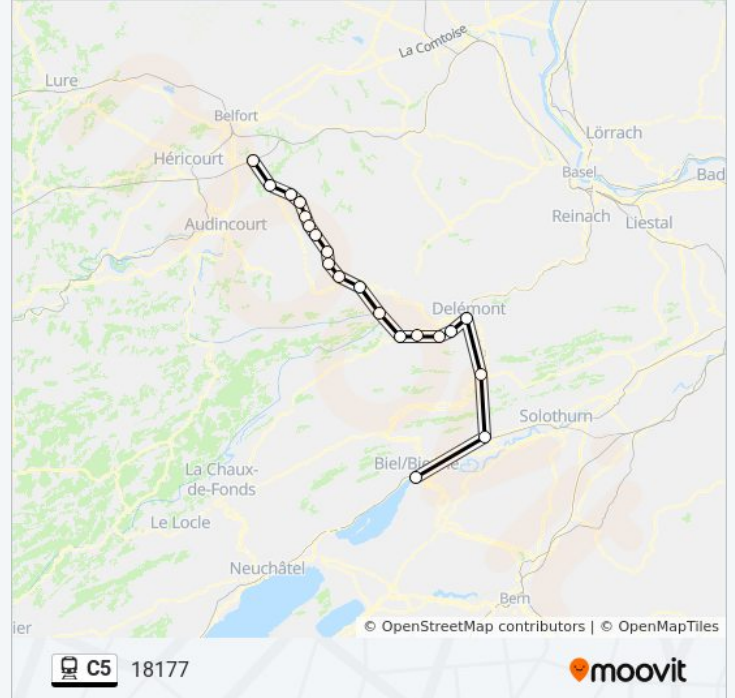 La Comtoise
Lure
Belfort
Lörrach
Héricourt
Basel
Bad
Reinach
Liestal
Audincourt
Delémont
Solothurn
Biel/Bienne
La Chaux-
de-Fonds
Le Locle
Neuchâtel
Bern
ier
© OpenStreetMap contributors | © OpenMapTiles
C5 18177
moovit